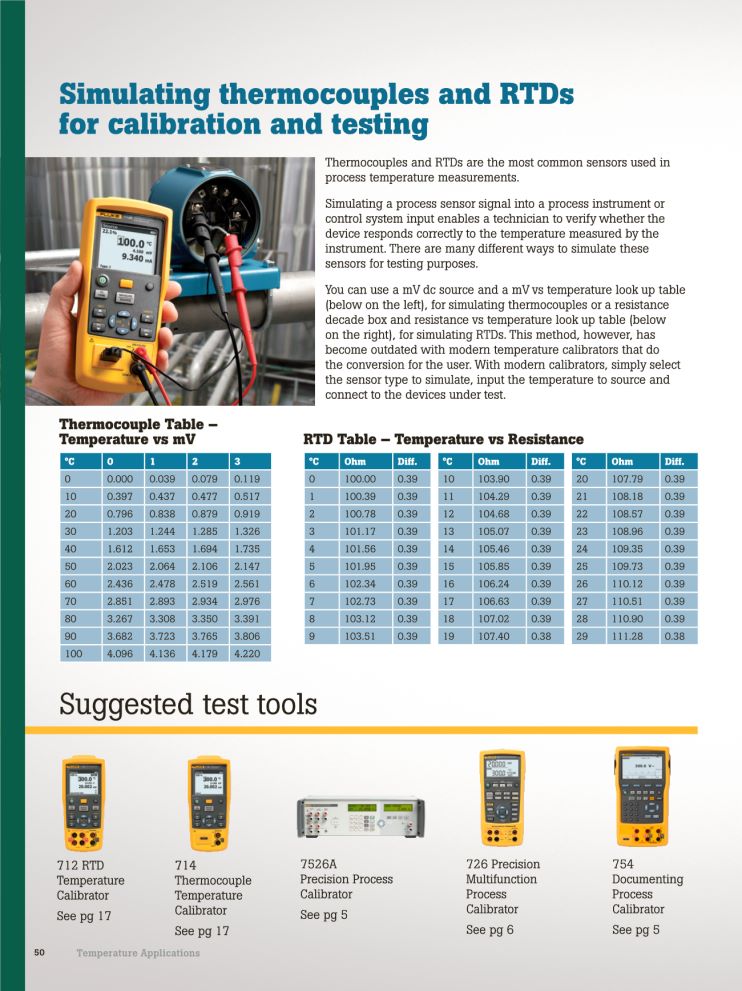 Simulating thermocouples and RTDs
for calibration and testing
Thermocouples and RTDs are the most common sensors used in
process temperature measurements.
Simulating a process sensor signal into a process instrument or
control system input enables a technician to verify whether the
device responds correctly to the temperature measured by the
instrument. There are many different ways to simulate these
sensors for testing purposes.
You can use a mV dc source and a mV vs temperature look up table
(below on the left), for simulating thermocouples or a resistance
decade box and resistance vs temperature look up table (below
on the right), for simulating RTDs. This method, however, has
become outdated with modern temperature calibrators that do
the conversion for the user. With modern calibrators, simply select
the sensor type to simulate, input the temperature to source and
connect to the devices under test.
FLUKE
22.1%
100.0 °C
9.340 mA
Thermocouple Table –
Temperature vs mV
°C 0 1 2 3
0 0.000 0.039 0.079 0.119
10 0.397 0.437 0.477 0.517
20 0.796 0.838 0.879 0.919
30 1.203 1.244 1.285 1.326
40 1.612 1.653 1.694 1.735
50 2.023 2.064 2.106 2.147
60 2.436 2.478 2.519 2.561
70 2.851 2.893 2.934 2.976
80 3.267 3.308 3.350 3.391
90 3.682 3.723 3.765 3.806
100 4.096 4.136 4.179 4.220
RTD Table – Temperature vs Resistance
°C Ohm Diff. °C Ohm Diff. °C Ohm Diff.
0 100.00 0.39 10 103.90 0.39 20 107.79 0.39
1 100.39 0.39 11 104.29 0.39 21 108.18 0.39
2 100.78 0.39 12 104.68 0.39 22 108.57 0.39
3 101.17 0.39 13 105.07 0.39 23 108.96 0.39
4 101.56 0.39 14 105.46 0.39 24 109.35 0.39
5 101.95 0.39 15 105.85 0.39 25 109.73 0.39
6 102.34 0.39 16 106.24 0.39 26 110.12 0.39
7 102.73 0.39 17 106.63 0.39 27 110.51 0.39
8 103.12 0.39 18 107.02 0.39 28 110.90 0.39
9 103.51 0.39 19 107.40 0.38 29 111.28 0.38
Suggested test tools
300.0
300.0
712 RTD
Temperature
Calibrator
See pg 17
714
Thermocouple
Temperature
Calibrator
See pg 17
7526A
Precision Process
Calibrator
See pg 5
726 Precision
Multifunction
Process
Calibrator
See pg 6
754
Documenting
Process
Calibrator
See pg 5
50 Temperature Applications